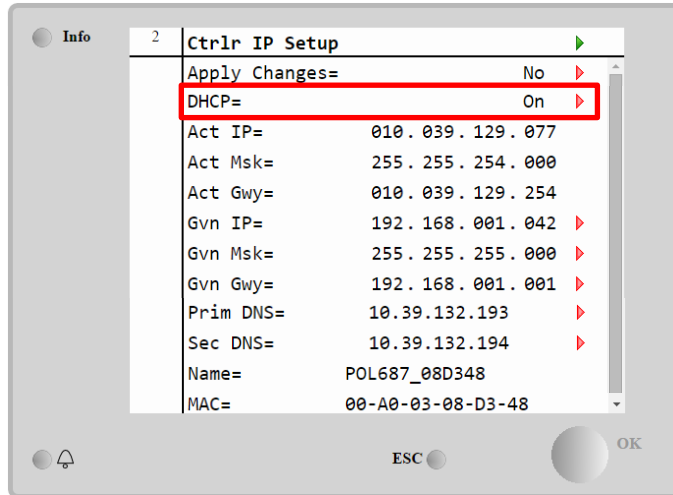 Info
2 Ctrlr IP Setup
Apply Changes= No
DHCP= On
Act IP= 010.039.129.077
Act Msk= 255.255.254.000
Act Gwy= 010.039.129.254
Gvn IP= 192.168.001.042
Gvn Msk= 255.255.255.000
Gvn Gwy= 192.168.001.001
Prim DNS= 10.39.132.193
Sec DNS= 10.39.132.194
Name= POL687_08D348
MAC= 00-A0-03-08-D3-48
ESC
OK